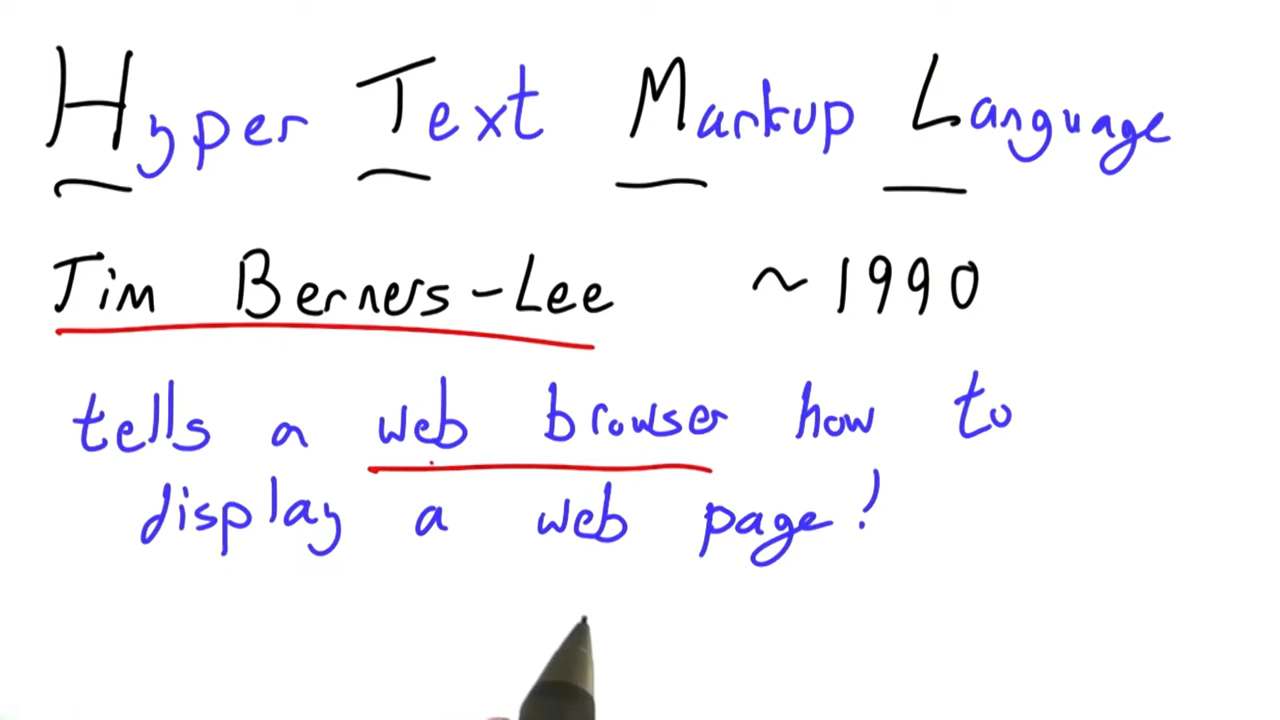 Hyper Text Markup Language
Tim Berners-Lee ~1990
tells a web browser how to
display a web page!